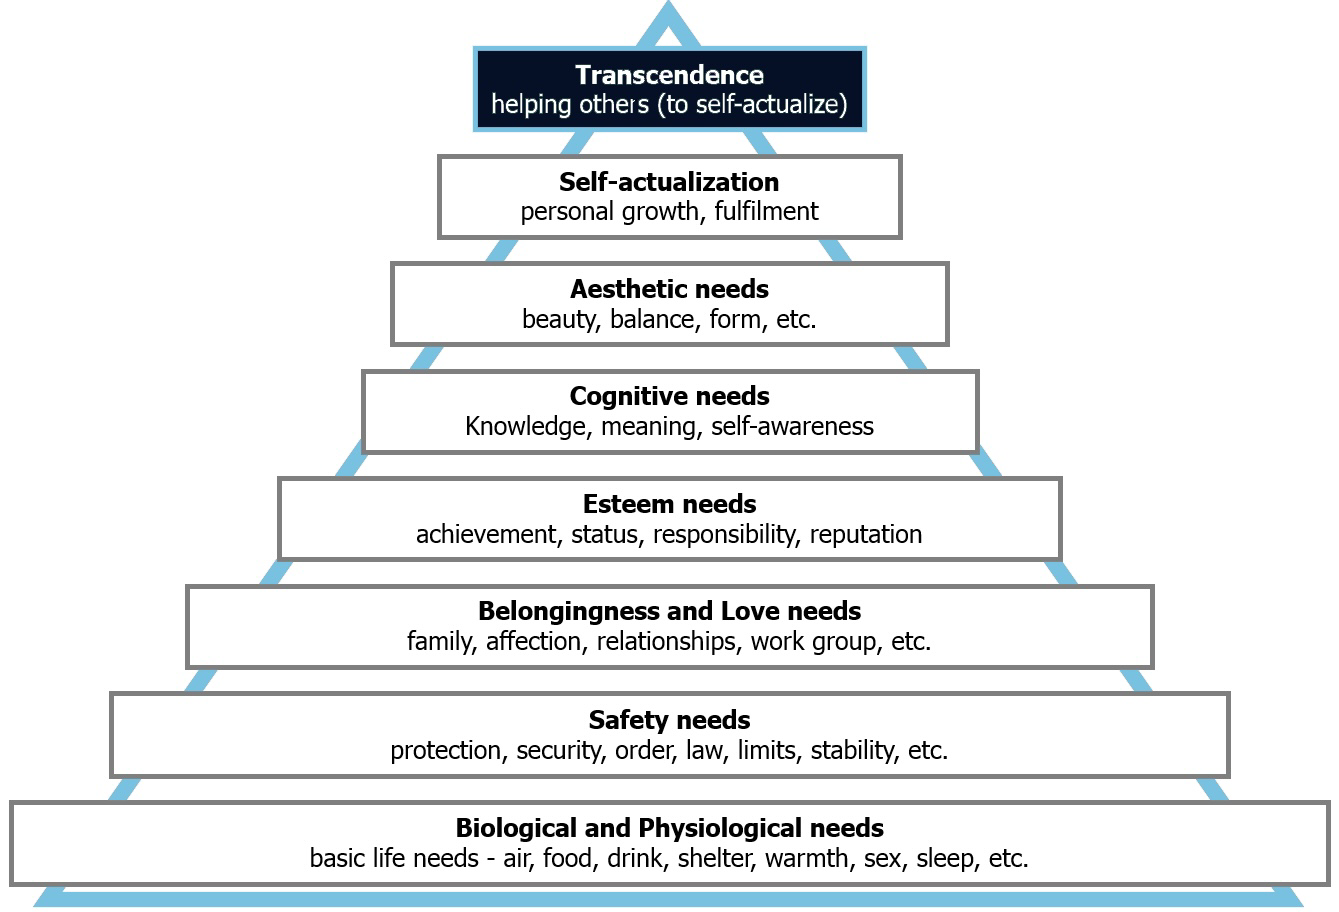 Transcendence
helping others (to self-actualize)
Self-actualization
personal growth, fulfilment
Aesthetic needs
beauty, balance, form, etc.
Cognitive needs
Knowledge, meaning, self-awareness
Esteem needs
achievement, status, responsibility, reputation
Belongingness and Love needs
family, affection, relationships, work group, etc.
Safety needs
protection, security, order, law, limits, stability, etc.
Biological and Physiological needs
basic life needs - air, food, drink, shelter, warmth, sex, sleep, etc.